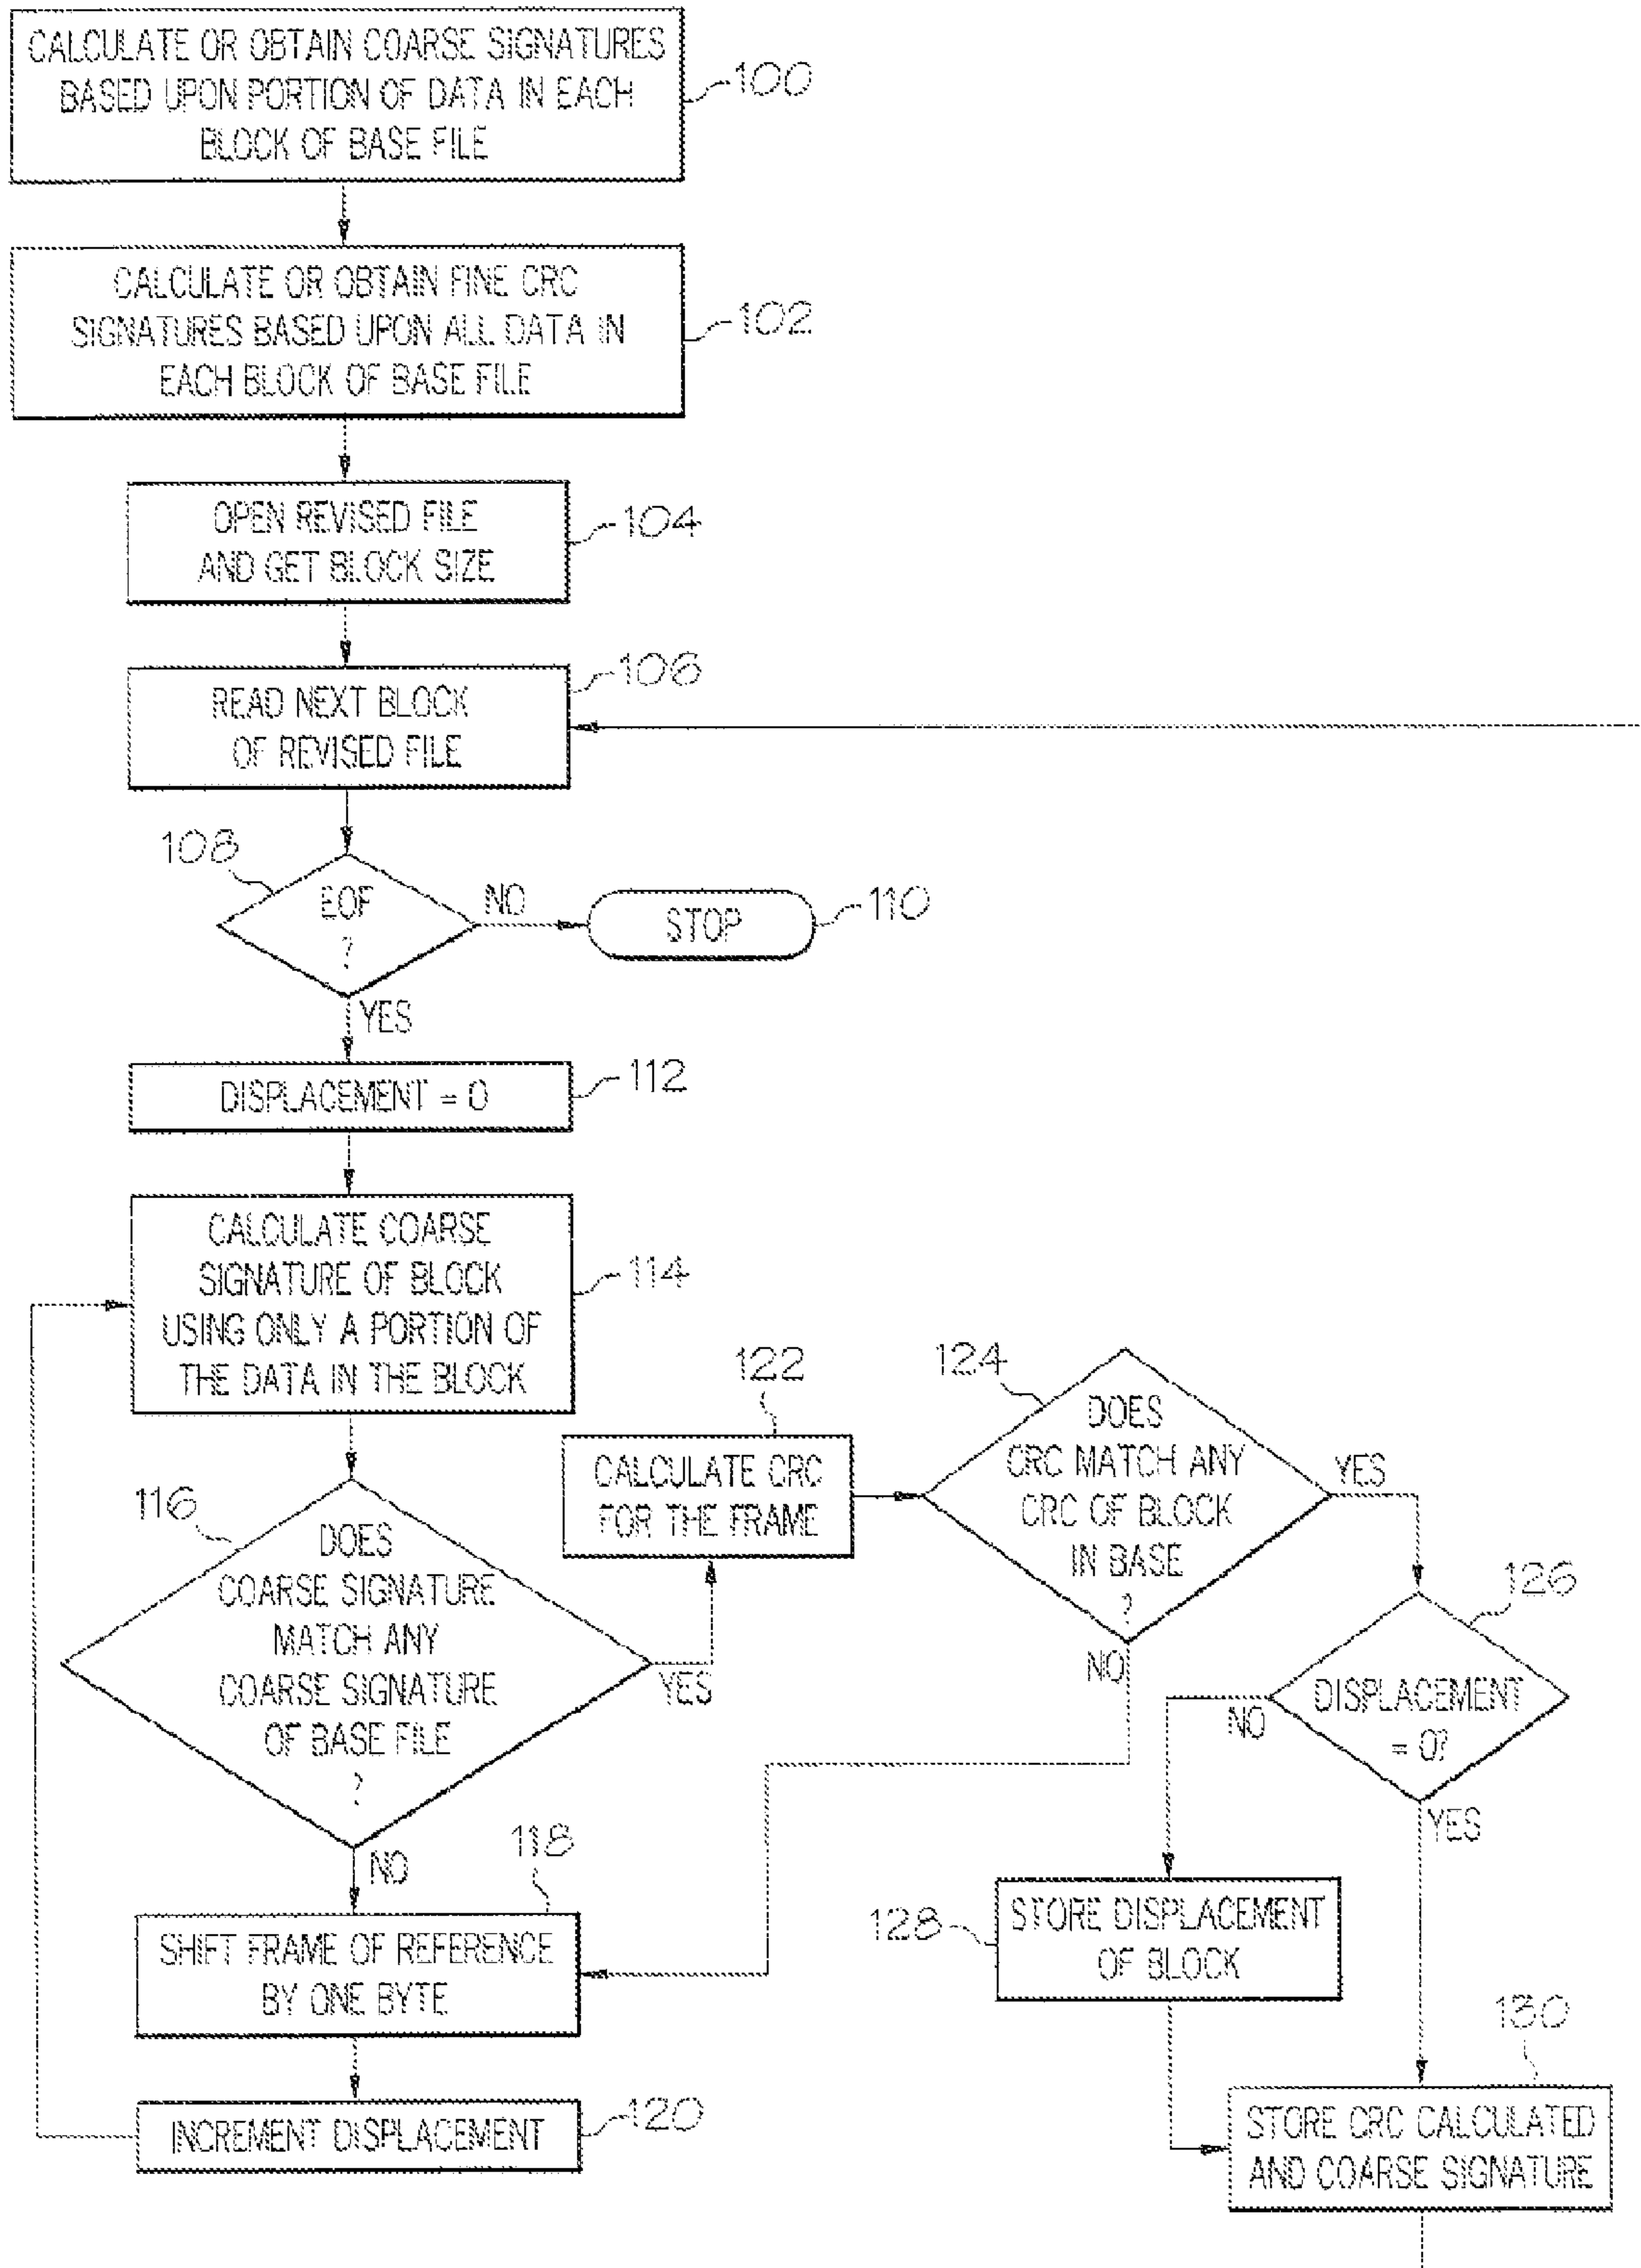 CALCULATE OR OBTAIN COARSE SIGNATURES
BASED UPON PORTION OF DATA IN EACH
BLOCK OF BASE FILE
100
CALCULATE OR OBTAIN FINE CRC
SIGNATURES BASED UPON ALL DATA IN
EACH BLOCK OF BASE FILE
102
OPEN REVISED FILE
AND GET BLOCK SIZE
104
READ NEXT BLOCK
OF REVISED FILE
106
108
EOF
?
NO
STOP
110
YES
DISPLACEMENT = 0
112
CALCULATE COARSE
SIGNATURE OF BLOCK
USING ONLY A PORTION OF
THE DATA IN THE BLOCK
114
116
DOES
COARSE SIGNATURE
MATCH ANY
COARSE SIGNATURE
OF BASE FILE
?
YES
NO
122
CALCULATE CRC
FOR THE FRAME
124
DOES
CRC MATCH ANY
CRC OF BLOCK
IN BASE
?
YES
NO
126
DISPLACEMENT
= 0?
NO
YES
118
SHIFT FRAME OF REFERENCE
BY ONE BYTE
128
STORE DISPLACEMENT
OF BLOCK
INCREMENT DISPLACEMENT
120
130
STORE CRC CALCULATED
AND COARSE SIGNATURE